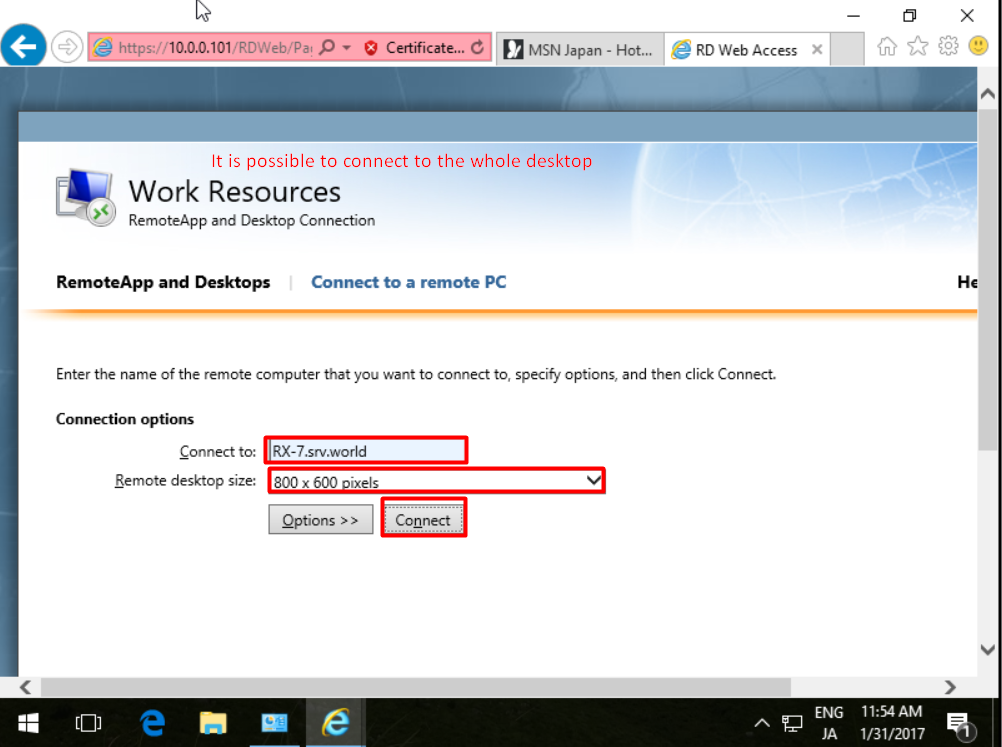 https://10.0.0.101/RDWeb/Pa
Certificate...
MSN Japan - Hot...
RD Web Access
It is possible to connect to the whole desktop
Work Resources
RemoteApp and Desktop Connection
RemoteApp and Desktops | Connect to a remote PC
He
Enter the name of the remote computer that you want to connect to, specify options, and then click Connect.
Connection options
Connect to: RX-7.srv.world
Remote desktop size: 800 x 600 pixels
Options >> Connect
ENG 11:54 AM
JA 1/31/2017
1